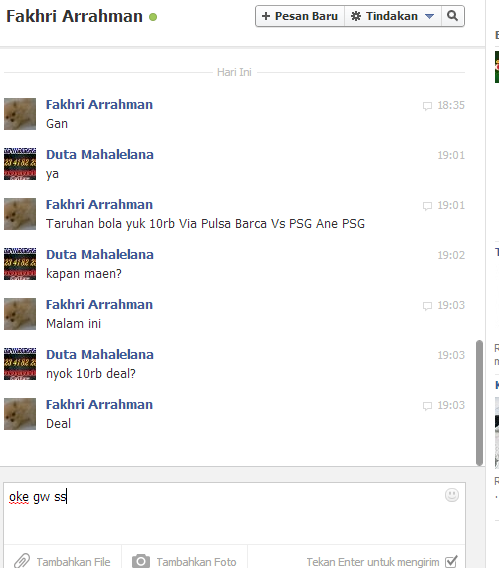 Fakhri Arrahman
+ Pesan Baru
Tindakan
Hari Ini
Fakhri Arrahman 18:35
Gan
Duta Mahalelana 19:01
ya
Fakhri Arrahman 19:01
Taruhan bola yuk 10rb Via Pulsa Barca Vs PSG Ane PSG
Duta Mahalelana 19:02
kapan maen?
Fakhri Arrahman 19:03
Malam ini
Duta Mahalelana 19:03
nyok 10rb deal?
Fakhri Arrahman 19:03
Deal
oke gw ss
Tambahkan File
Tambahkan Foto
Tekan Enter untuk mengirim